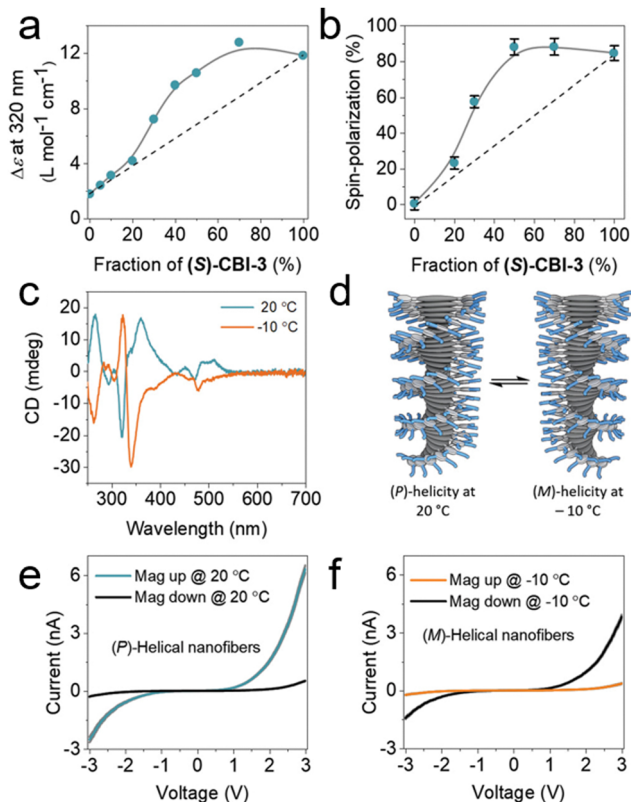 a
12
8
4
0
Δε at 320 nm
(L mol⁻¹ cm⁻¹)
0 20 40 60 80 100
Fraction of (S)-CBI-3 (%)
b
100
80
60
40
20
0
Spin-polarization (%)
0 20 40 60 80 100
Fraction of (S)-CBI-3 (%)
c
20 °C
-10 °C
20
10
0
-10
-20
-30
CD (mdeg)
300 400 500 600 700
Wavelength (nm)
d
(P)-helicity at
20 °C
(M)-helicity at
– 10 °C
e
Mag up @ 20 °C
Mag down @ 20 °C
(P)-Helical nanofibers
6
3
0
-3
Current (nA)
-3 -2 -1 0 1 2 3
Voltage (V)
f
Mag up @ -10 °C
Mag down @ -10 °C
(M)-Helical nanofibers
6
3
0
-3
Current (nA)
-3 -2 -1 0 1 2 3
Voltage (V)